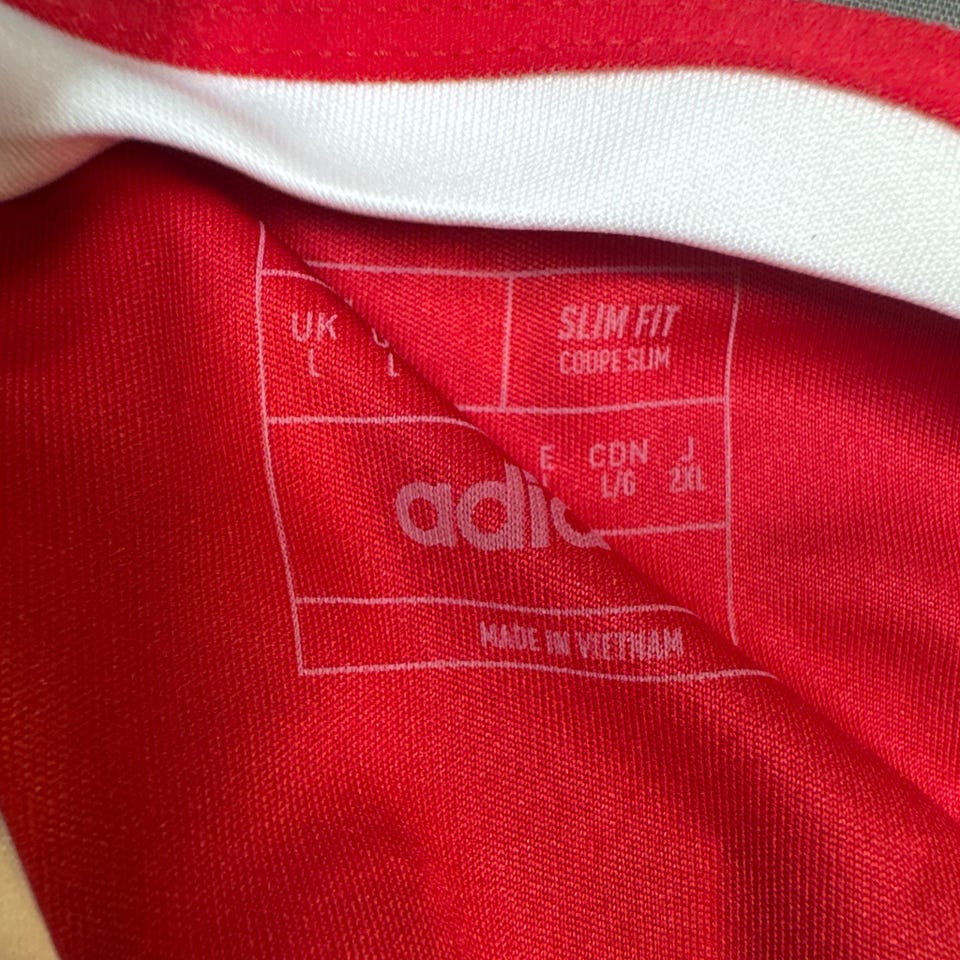 UK
L
L
SLIM FIT
COUPE SLIM
E CDN J
L/G 2XL
adid
MADE IN VIETNAM